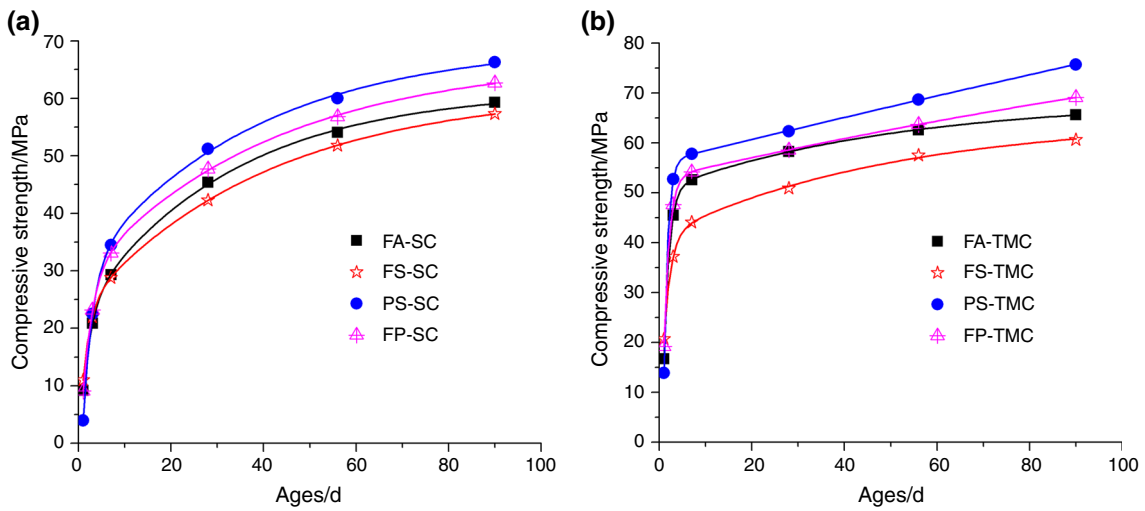 (a)
70
60
50
40
30
20
10
0
Compressive strength/MPa
FA-SC
FS-SC
PS-SC
FP-SC
0 20 40 60 80 100
Ages/d
(b)
80
70
60
50
40
30
20
10
0
Compressive strength/MPa
FA-TMC
FS-TMC
PS-TMC
FP-TMC
0 20 40 60 80 100
Ages/d